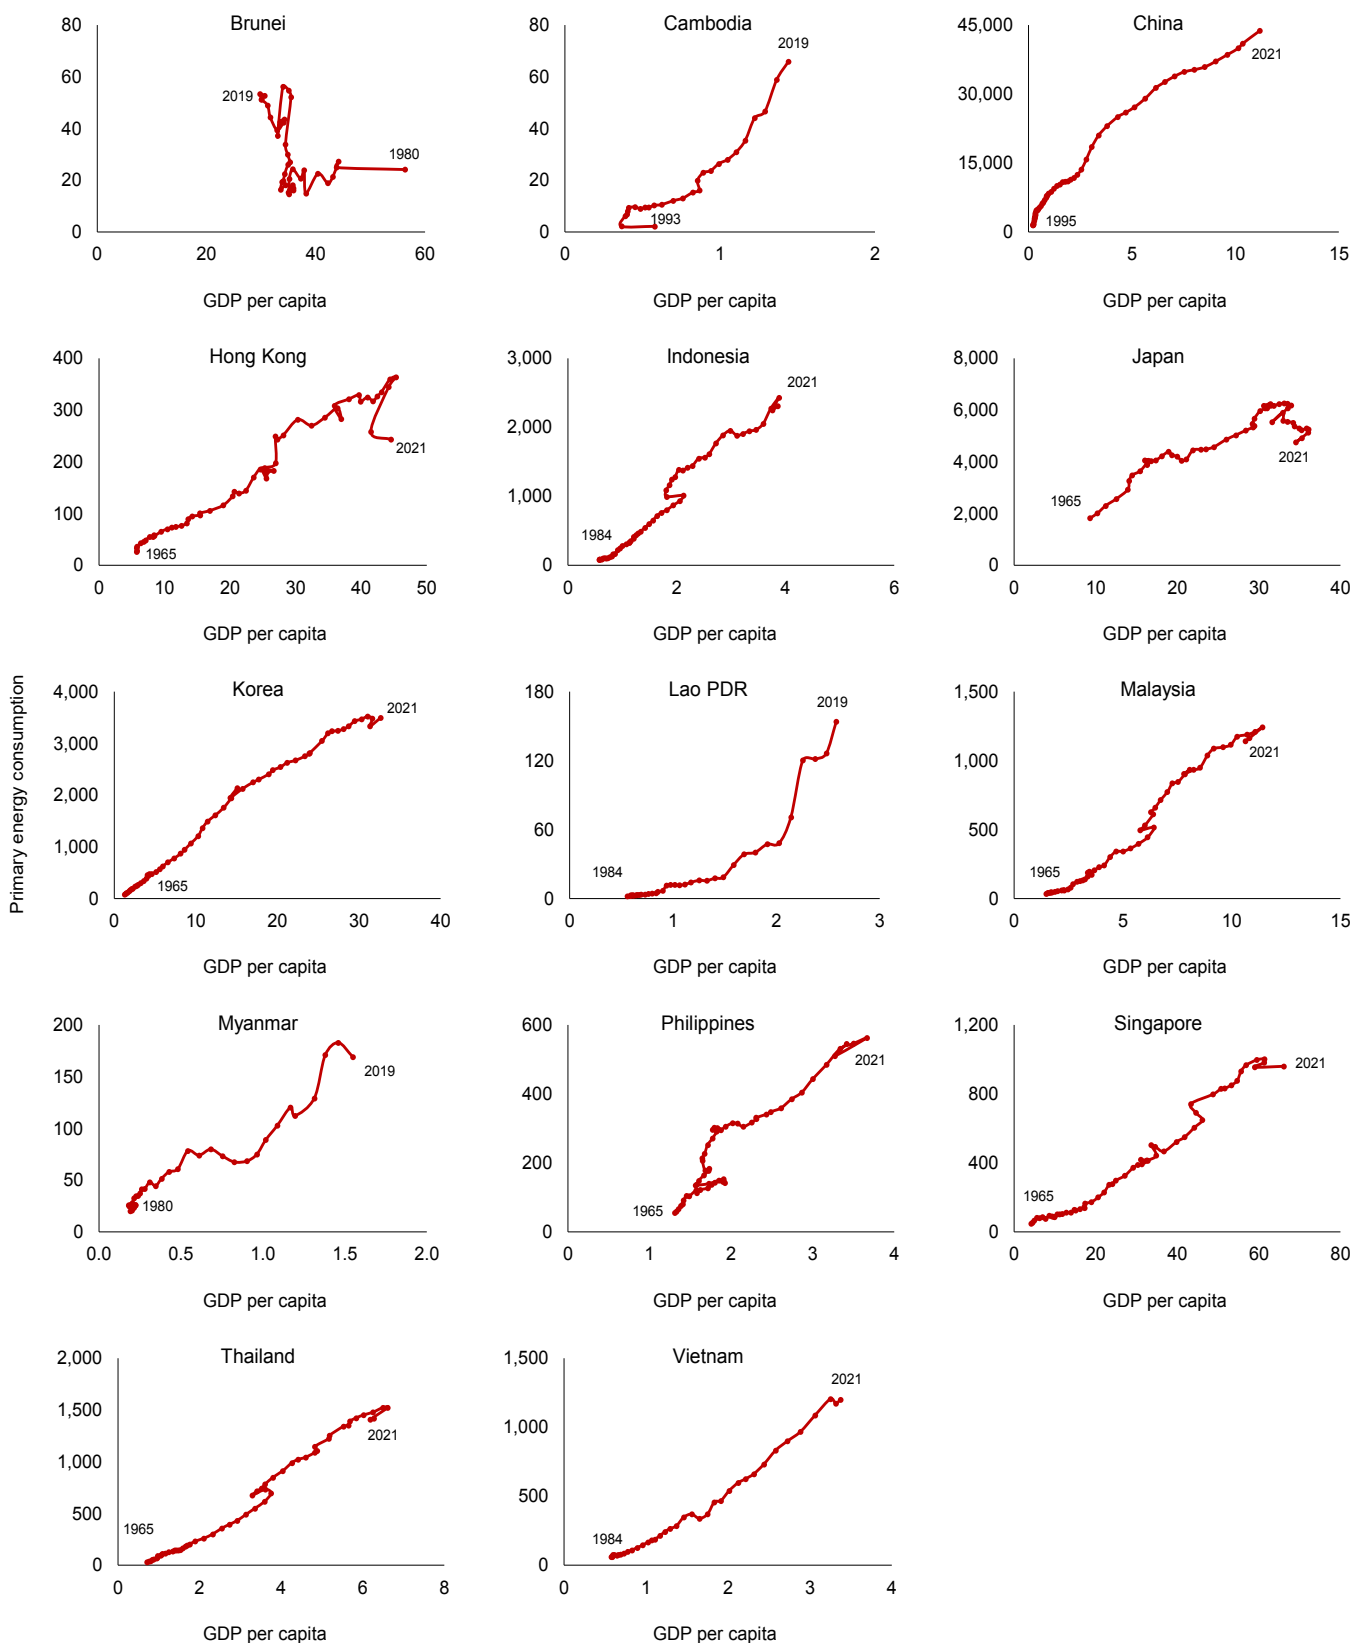 Primary energy consumption
Brunei
80
60
40
20
0
2019
1980
0 20 40 60
GDP per capita
Cambodia
80
60
40
20
0
2019
1993
0 1 2
GDP per capita
China
45,000
30,000
15,000
0
2021
1995
0 5 10 15
GDP per capita
Hong Kong
400
300
200
100
0
2021
1965
0 10 20 30 40 50
GDP per capita
Indonesia
3,000
2,000
1,000
0
2021
1984
0 2 4 6
GDP per capita
Japan
8,000
6,000
4,000
2,000
0
2021
1965
0 10 20 30 40
GDP per capita
Korea
4,000
3,000
2,000
1,000
0
2021
1965
0 10 20 30 40
GDP per capita
Lao PDR
180
120
60
0
2019
1984
0 1 2 3
GDP per capita
Malaysia
1,500
1,000
500
0
2021
1965
0 5 10 15
GDP per capita
Myanmar
200
150
100
50
0
2019
1980
0.0 0.5 1.0 1.5 2.0
GDP per capita
Philippines
600
400
200
0
2021
1965
0 1 2 3 4
GDP per capita
Singapore
1,200
800
400
0
2021
1965
0 20 40 60 80
GDP per capita
Thailand
2,000
1,500
1,000
500
0
2021
1965
0 2 4 6 8
GDP per capita
Vietnam
1,500
1,000
500
0
2021
1984
0 1 2 3 4
GDP per capita